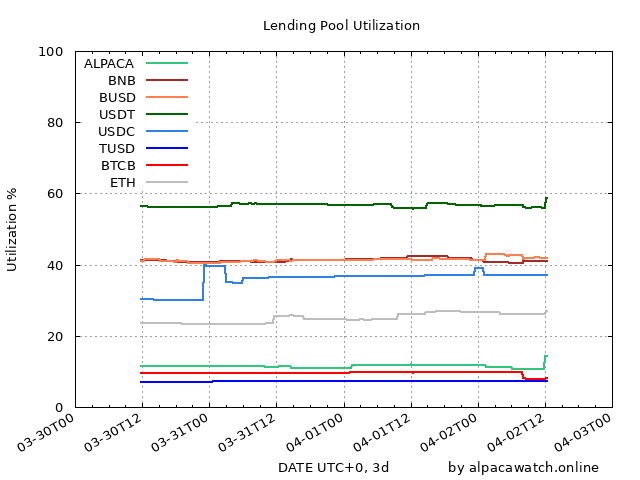 Lending Pool Utilization
100
80
60
40
20
0
Utilization %
ALPACA
BNB
BUSD
USDT
USDC
TUSD
BTCB
ETH
03-30T00
03-30T12
03-31T00
03-31T12
04-01T00
04-01T12
04-02T00
04-02T12
04-03T00
DATE UTC+0, 3d
by alpacawatch.online